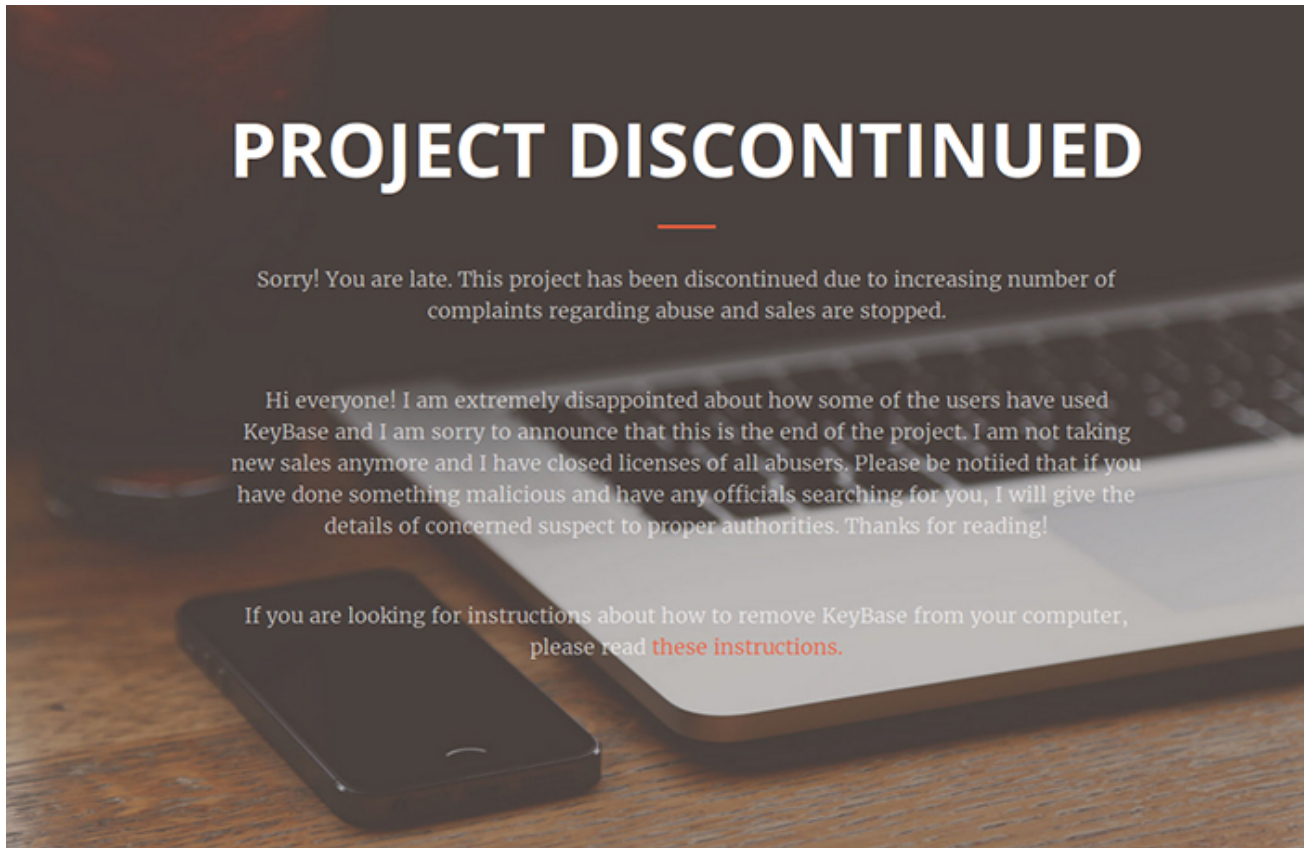 PROJECT DISCONTINUED
Sorry! You are late. This project has been discontinued due to increasing number of
complaints regarding abuse and sales are stopped.
Hi everyone! I am extremely disappointed about how some of the users have used
KeyBase and I am sorry to announce that this is the end of the project. I am not taking
new sales anymore and I have closed licenses of all abusers. Please be notiied that if you
have done something malicious and have any officials searching for you, I will give the
details of concerned suspect to proper authorities. Thanks for reading!
If you are looking for instructions about how to remove KeyBase from your computer,
please read these instructions.